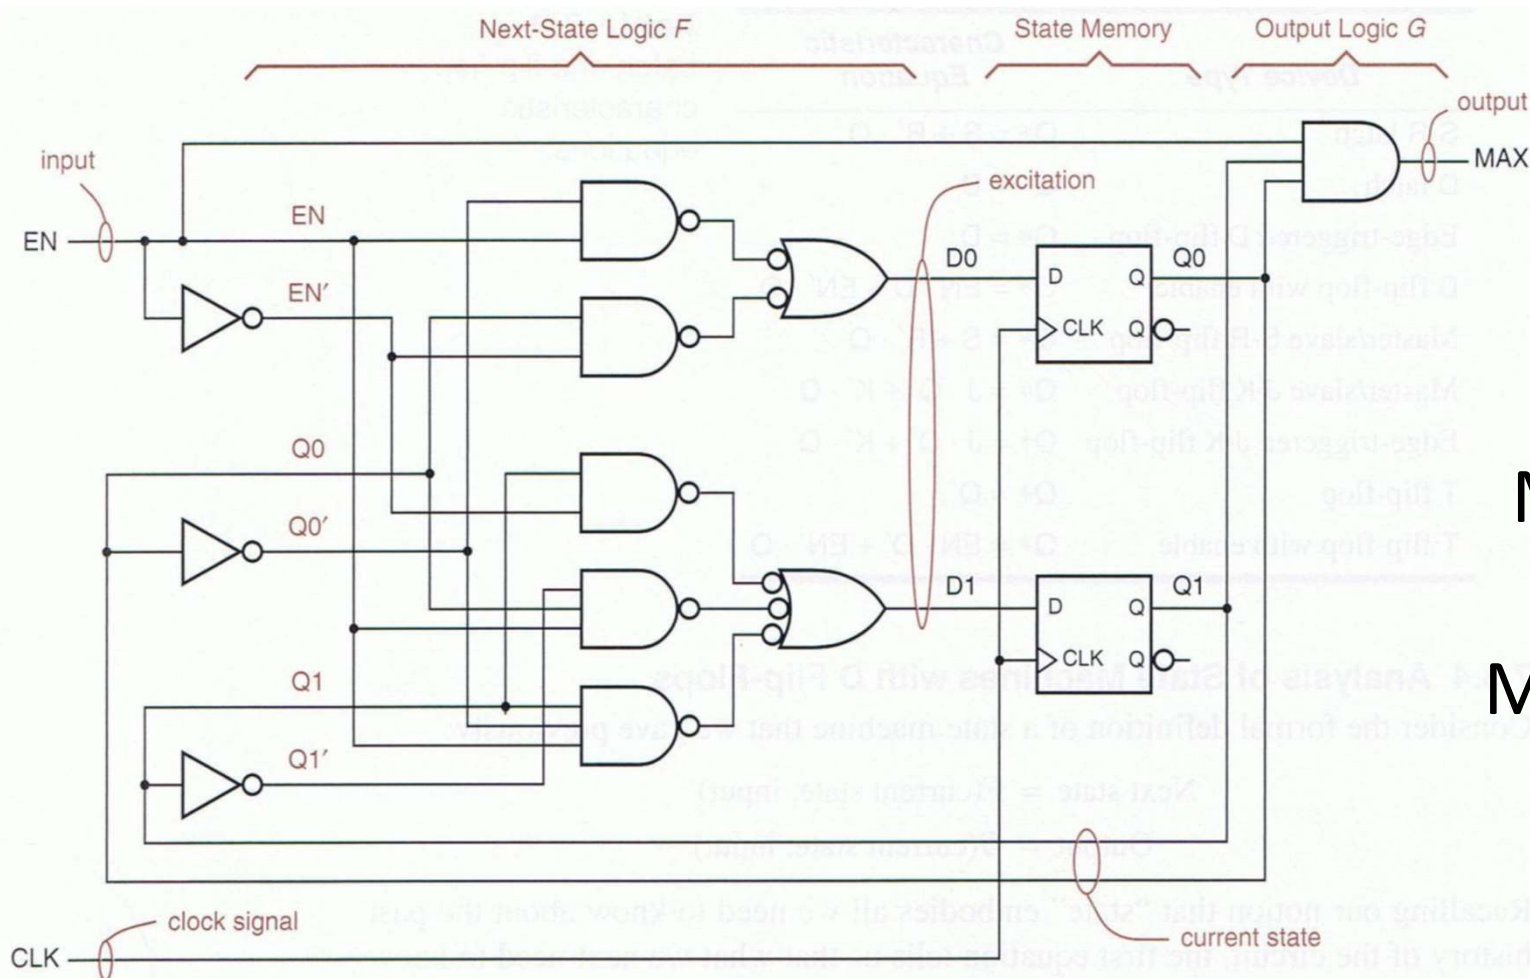 Next-State Logic F
State Memory
Output Logic G
output
input
MAX
excitation
EN
EN
D0
D
Q
Q0
EN′
CLK
Q
Q0
Q0′
D1
D
Q
Q1
CLK
Q
Q1
Q1′
clock signal
current state
CLK